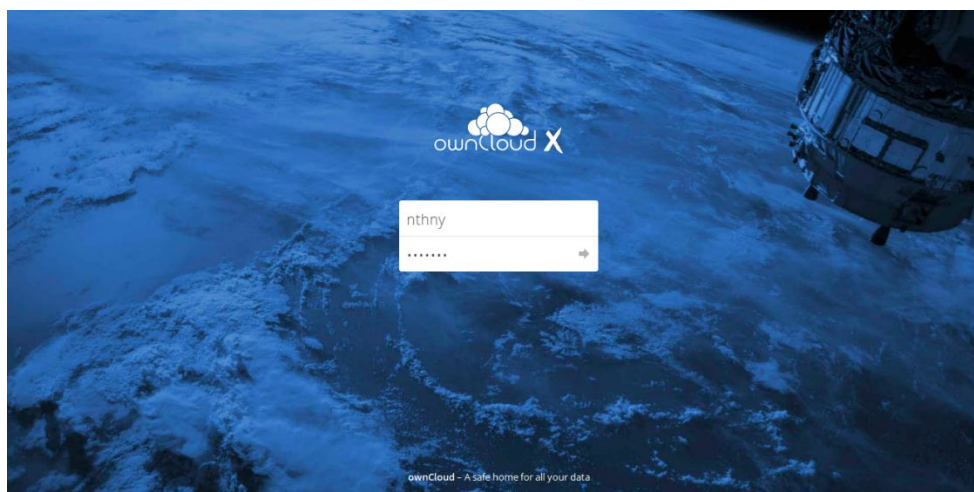 ownCloud X
nthny
•••••••
ownCloud – A safe home for all your data